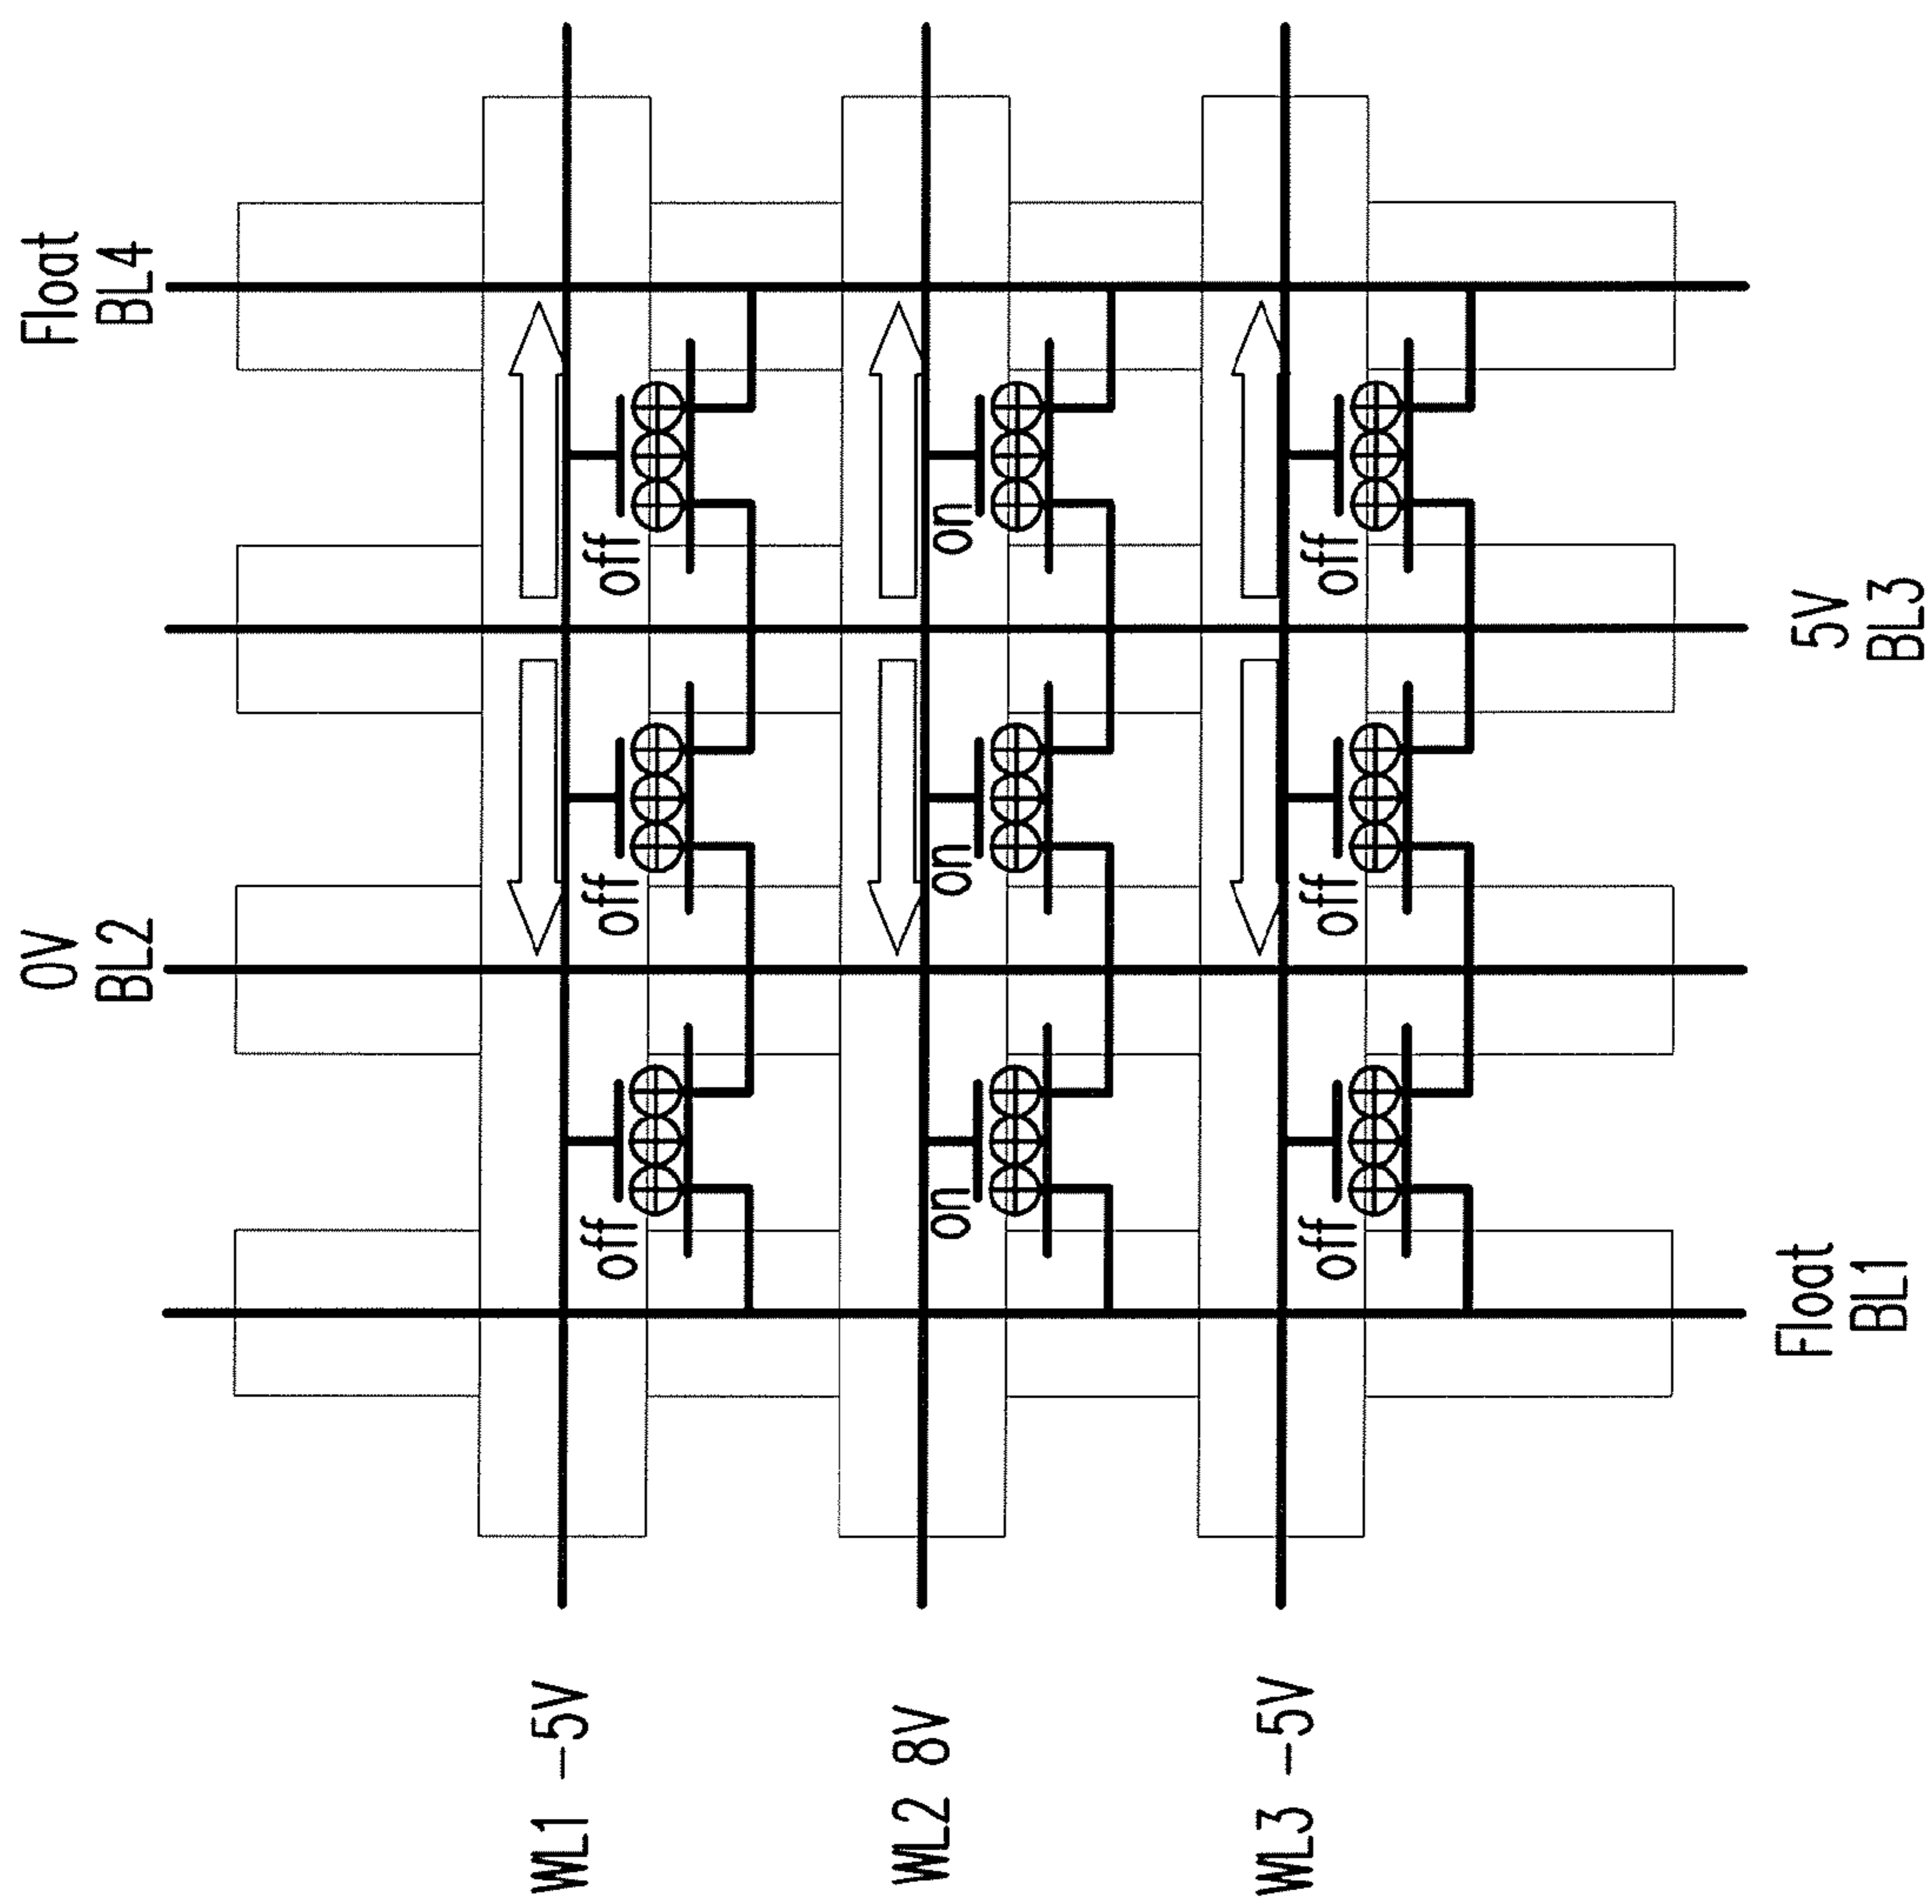 0V
BL2
Float
BL4
WL1 -5V
off
off
off
WL2 8V
on
on
on
WL3 -5V
off
off
off
Float
BL1
5V
BL3